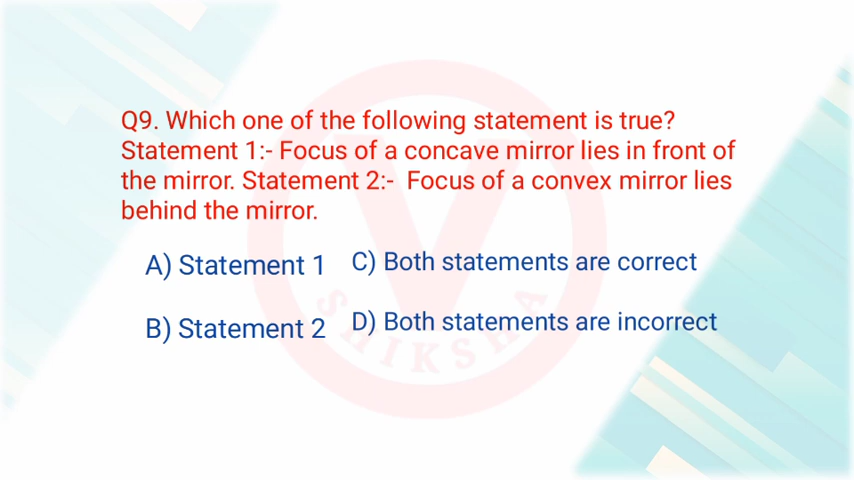 Q9. Which one of the following statement is true?
Statement 1:- Focus of a concave mirror lies in front of
the mirror. Statement 2:- Focus of a convex mirror lies
behind the mirror.
A) Statement 1
C) Both statements are correct
B) Statement 2
D) Both statements are incorrect
SHIKSHA